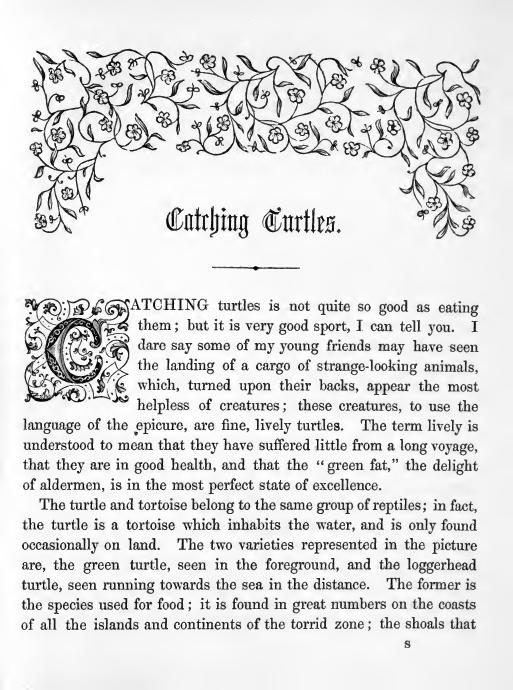 Catching Turtles.
CATCHING turtles is not quite so good as eating
them; but it is very good sport, I can tell you. I
dare say some of my young friends may have seen
the landing of a cargo of strange-looking animals,
which, turned upon their backs, appear the most
helpless of creatures; these creatures, to use the
language of the epicure, are fine, lively turtles. The term lively is
understood to mean that they have suffered little from a long voyage,
that they are in good health, and that the "green fat," the delight
of aldermen, is in the most perfect state of excellence.
The turtle and tortoise belong to the same group of reptiles; in fact,
the turtle is a tortoise which inhabits the water, and is only found
occasionally on land. The two varieties represented in the picture
are, the green turtle, seen in the foreground, and the loggerhead
turtle, seen running towards the sea in the distance. The former is
the species used for food; it is found in great numbers on the coasts
of all the islands and continents of the torrid zone; the shoals that
s